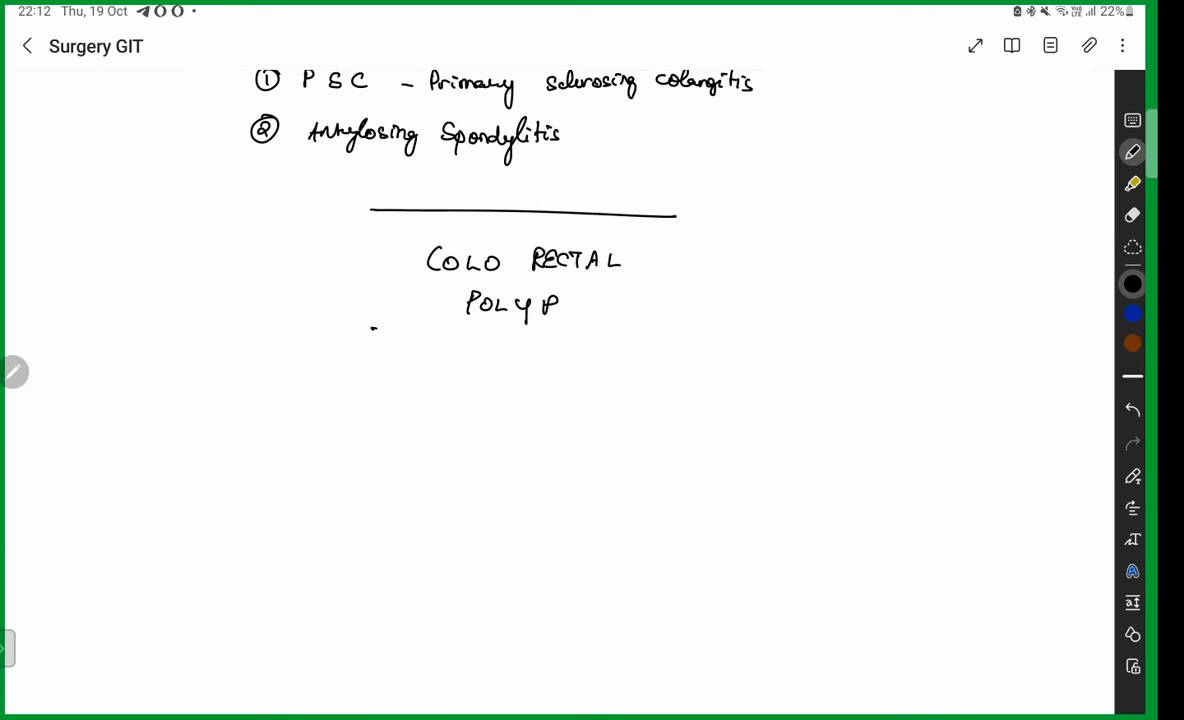 22:12 Thu, 19 Oct
22%
Surgery GIT
① PSC - Primary sclerosing colangitis
② Ankylosing Spondylitis
COLO RECTAL
POLYP